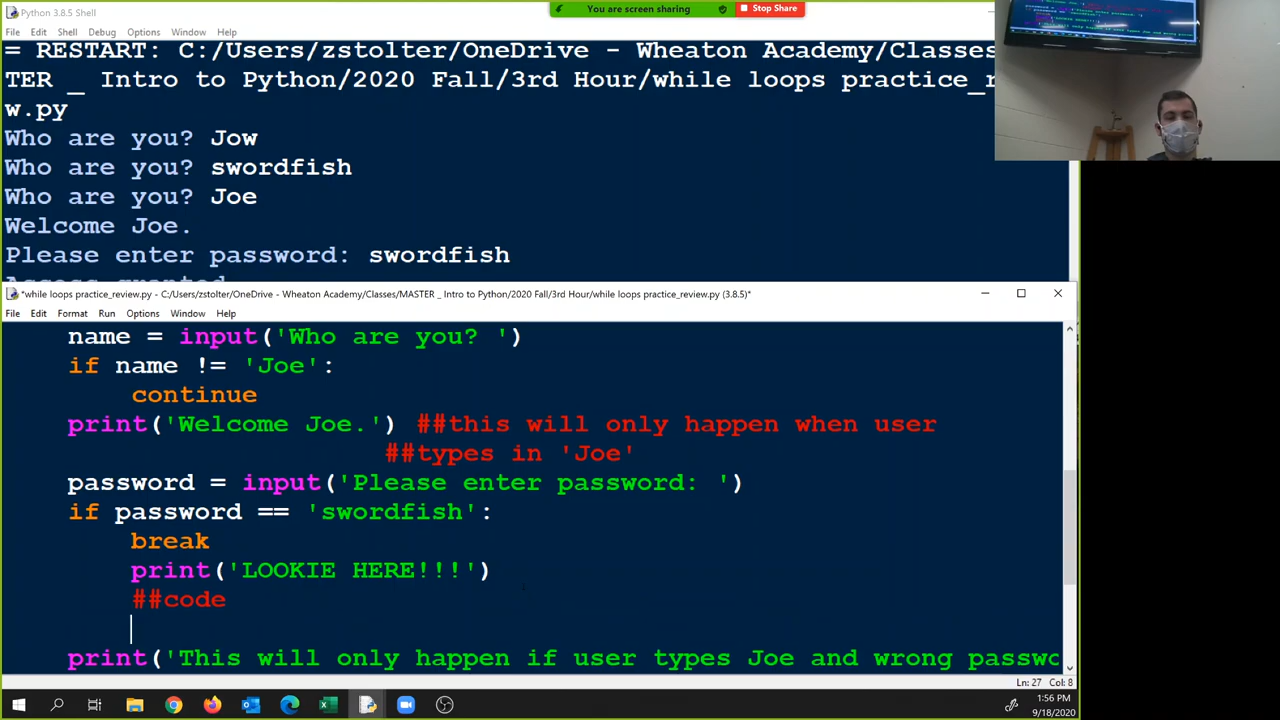 Python 3.8.5 Shell
You are screen sharing
Stop Share
File Edit Shell Debug Options Window Help
= RESTART: C:/Users/zstolter/OneDrive - Wheaton Academy/Classes
TER _ Intro to Python/2020 Fall/3rd Hour/while loops practice_r
w.py
Who are you? Jow
Who are you? swordfish
Who are you? Joe
Welcome Joe.
Please enter password: swordfish
Access granted
*while loops practice_review.py - C:/Users/zstolter/OneDrive - Wheaton Academy/Classes/MASTER _ Intro to Python/2020 Fall/3rd Hour/while loops practice_review.py (3.8.5)*
File Edit Format Run Options Window Help
name = input('Who are you? ')
if name != 'Joe':
continue
print('Welcome Joe.') ##this will only happen when user
##types in 'Joe'
password = input('Please enter password: ')
if password == 'swordfish':
break
print('LOOKIE HERE!!!')
##code
print('This will only happen if user types Joe and wrong passwo
Ln: 27 Col: 8
1:56 PM
9/18/2020